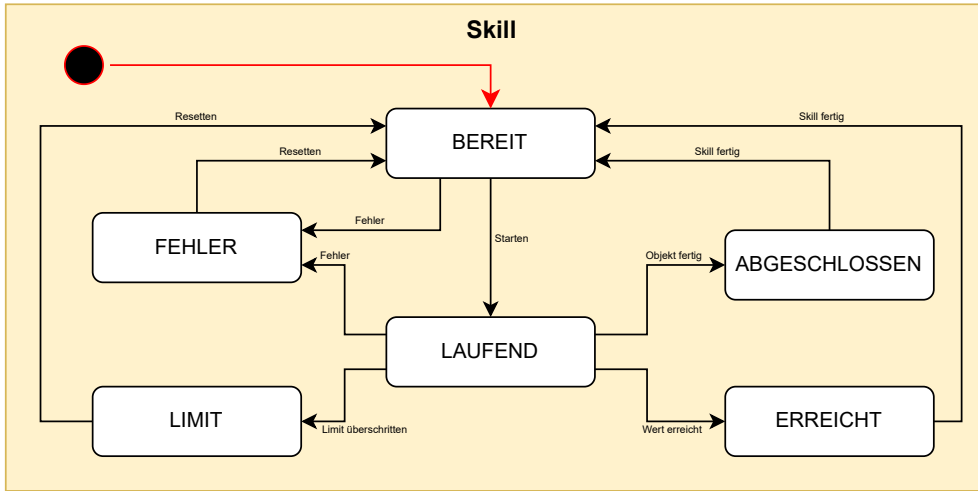 Skill
Resetten
Skill fertig
BEREIT
Resetten
Skill fertig
Fehler
FEHLER
Starten
Fehler
Objekt fertig
ABGESCHLOSSEN
LAUFEND
LIMIT
Limit überschritten
Wert erreicht
ERREICHT